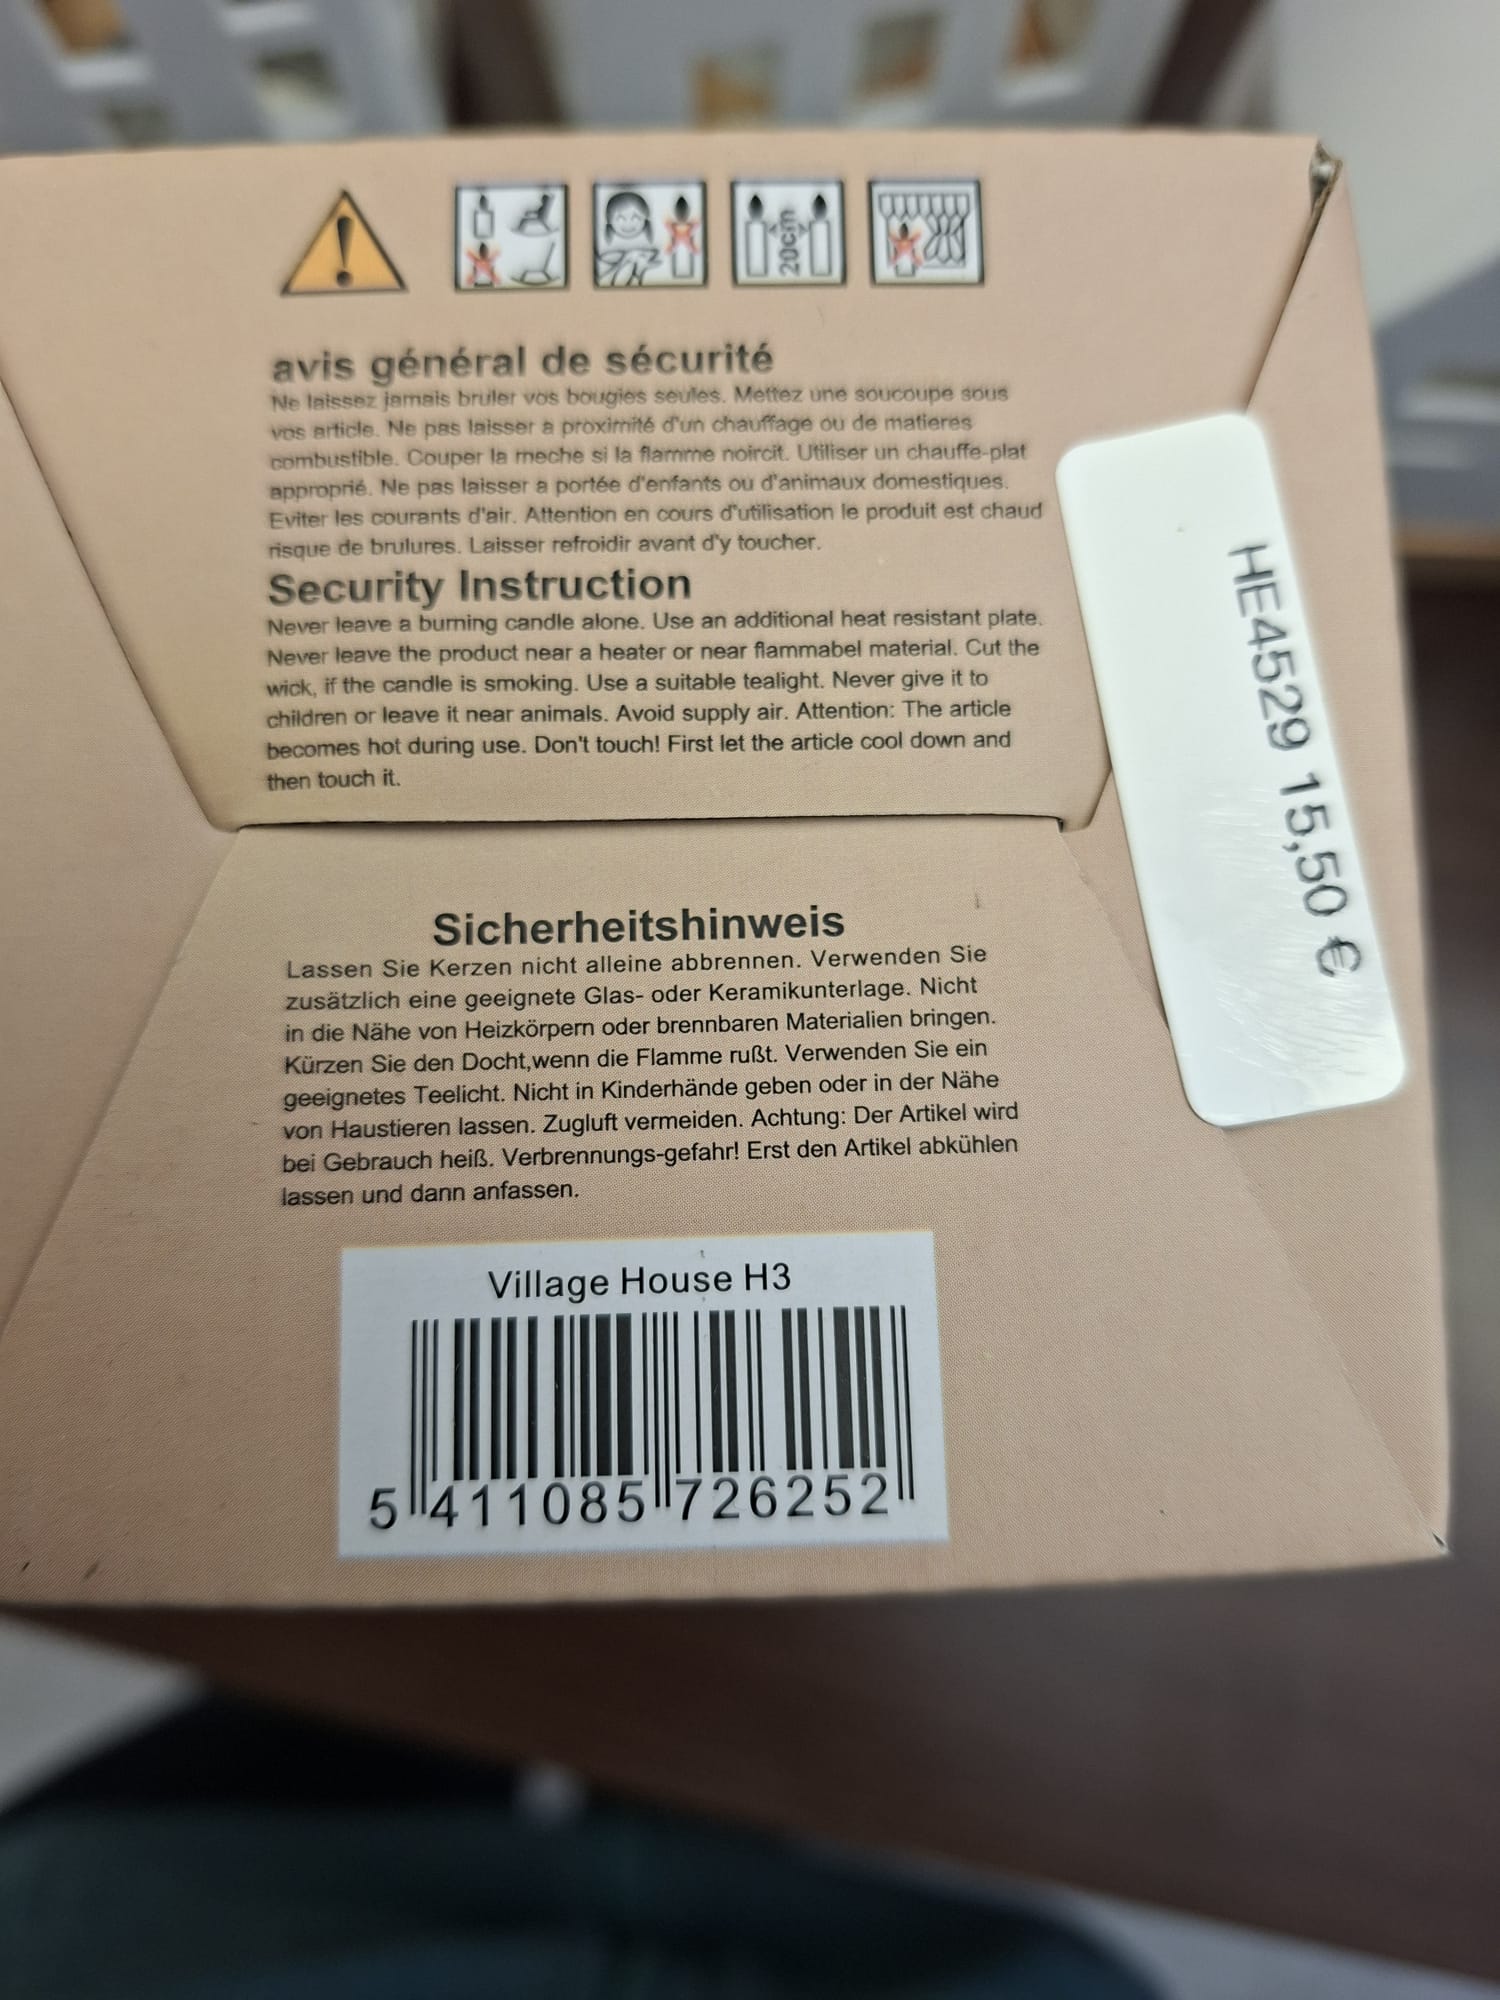 20cm
avis général de sécurité
Ne laissez jamais bruler vos bougies seules. Mettez une soucoupe sous
vos article. Ne pas laisser a proximité d'un chauffage ou de matieres
combustible. Couper la meche si la flamme noircit. Utiliser un chauffe-plat
approprié. Ne pas laisser a portée d'enfants ou d'animaux domestiques.
Eviter les courants d'air. Attention en cours d'utilisation le produit est chaud
risque de brulures. Laisser refroidir avant d'y toucher.
Security Instruction
Never leave a burning candle alone. Use an additional heat resistant plate.
Never leave the product near a heater or near flammabel material. Cut the
wick, if the candle is smoking. Use a suitable tealight. Never give it to
children or leave it near animals. Avoid supply air. Attention: The article
becomes hot during use. Don't touch! First let the article cool down and
then touch it.
HE4529 15,50 €
Sicherheitshinweis
Lassen Sie Kerzen nicht alleine abbrennen. Verwenden Sie
zusätzlich eine geeignete Glas- oder Keramikunterlage. Nicht
in die Nähe von Heizkörpern oder brennbaren Materialien bringen.
Kürzen Sie den Docht,wenn die Flamme rußt. Verwenden Sie ein
geeignetes Teelicht. Nicht in Kinderhände geben oder in der Nähe
von Haustieren lassen. Zugluft vermeiden. Achtung: Der Artikel wird
bei Gebrauch heiß. Verbrennungs-gefahr! Erst den Artikel abkühlen
lassen und dann anfassen.
Village House H3
5 411085 726252